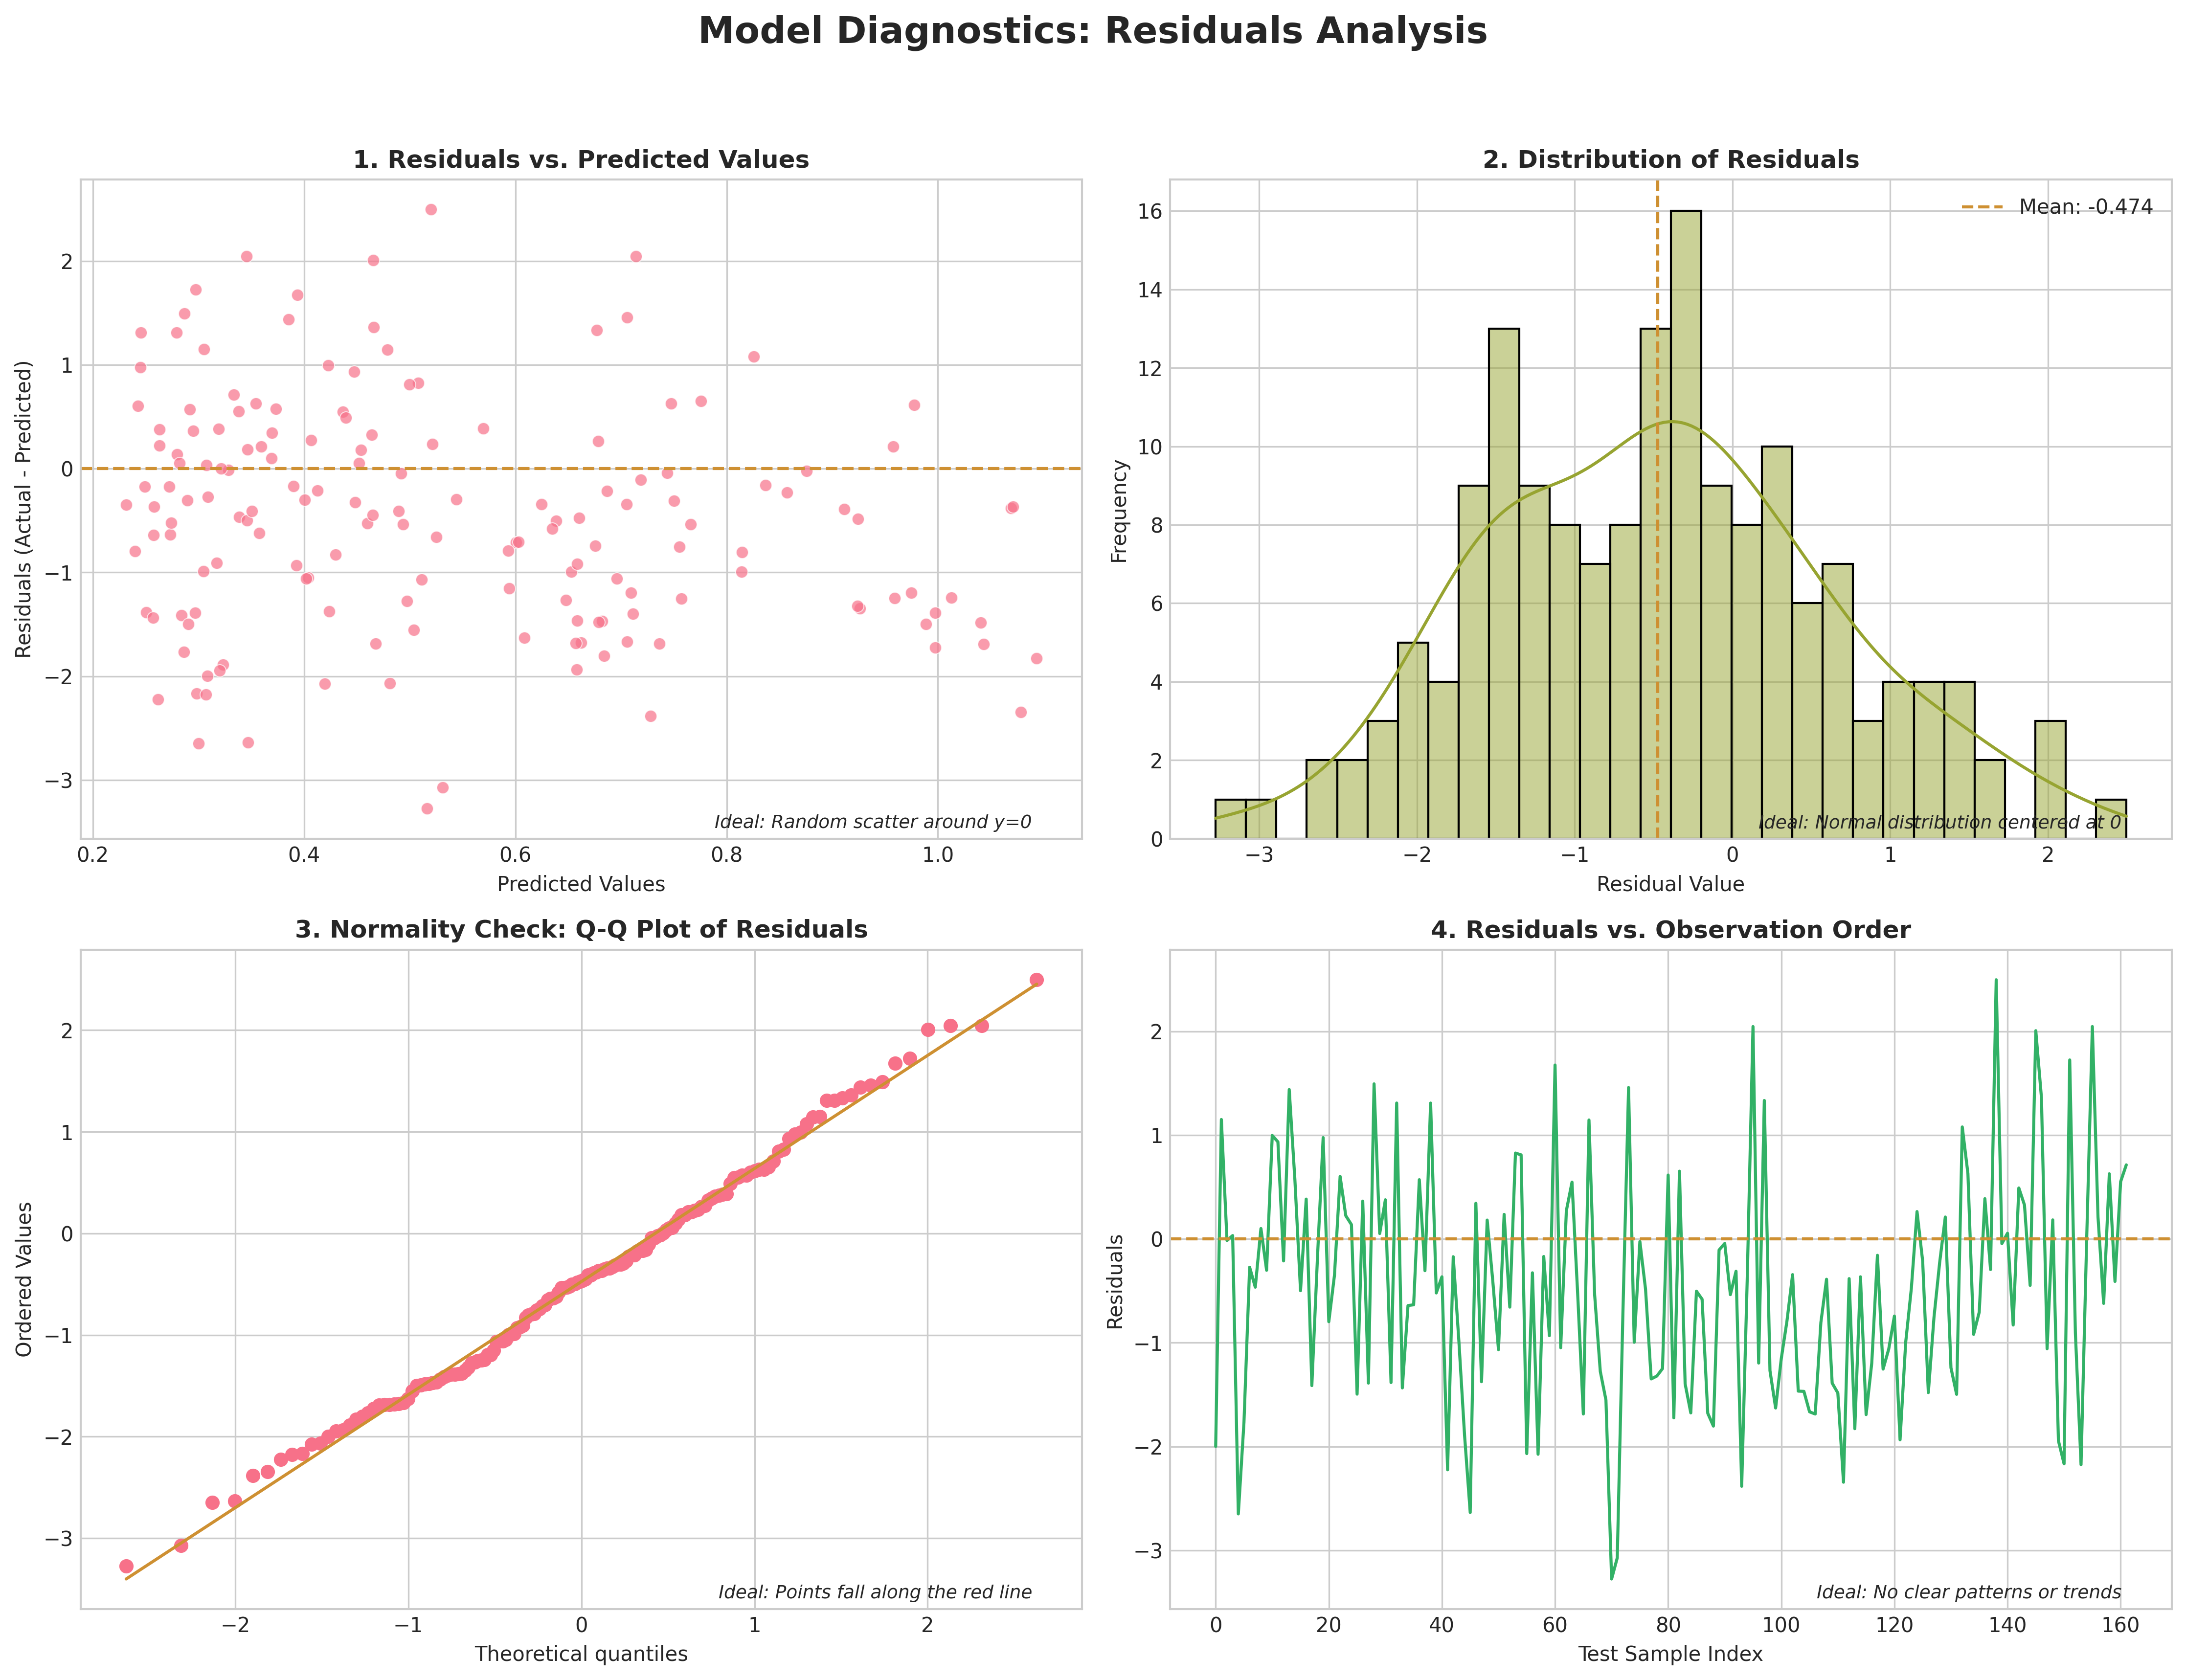 Model Diagnostics: Residuals Analysis
1. Residuals vs. Predicted Values
2
1
0
−1
−2
−3
Residuals (Actual - Predicted)
Ideal: Random scatter around y=0
0.2 0.4 0.6 0.8 1.0
Predicted Values
2. Distribution of Residuals
Mean: -0.474
16
14
12
10
8
6
4
2
0
Frequency
Ideal: Normal distribution centered at 0
−3 −2 −1 0 1 2
Residual Value
3. Normality Check: Q-Q Plot of Residuals
2
1
0
−1
−2
−3
Ordered Values
Ideal: Points fall along the red line
−2 −1 0 1 2
Theoretical quantiles
4. Residuals vs. Observation Order
2
1
0
−1
−2
−3
Residuals
Ideal: No clear patterns or trends
0 20 40 60 80 100 120 140 160
Test Sample Index